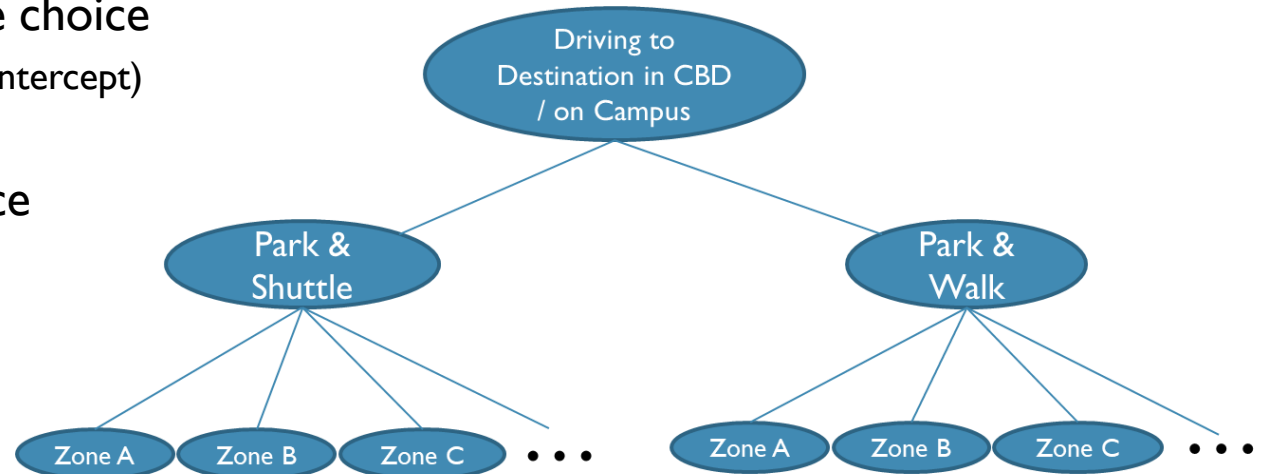 e choice
ntercept)
ce
Driving to
Destination in CBD
/ on Campus
Park &
Shuttle
Park &
Walk
Zone A
Zone B
Zone C
• • •
Zone A
Zone B
Zone C
• • •